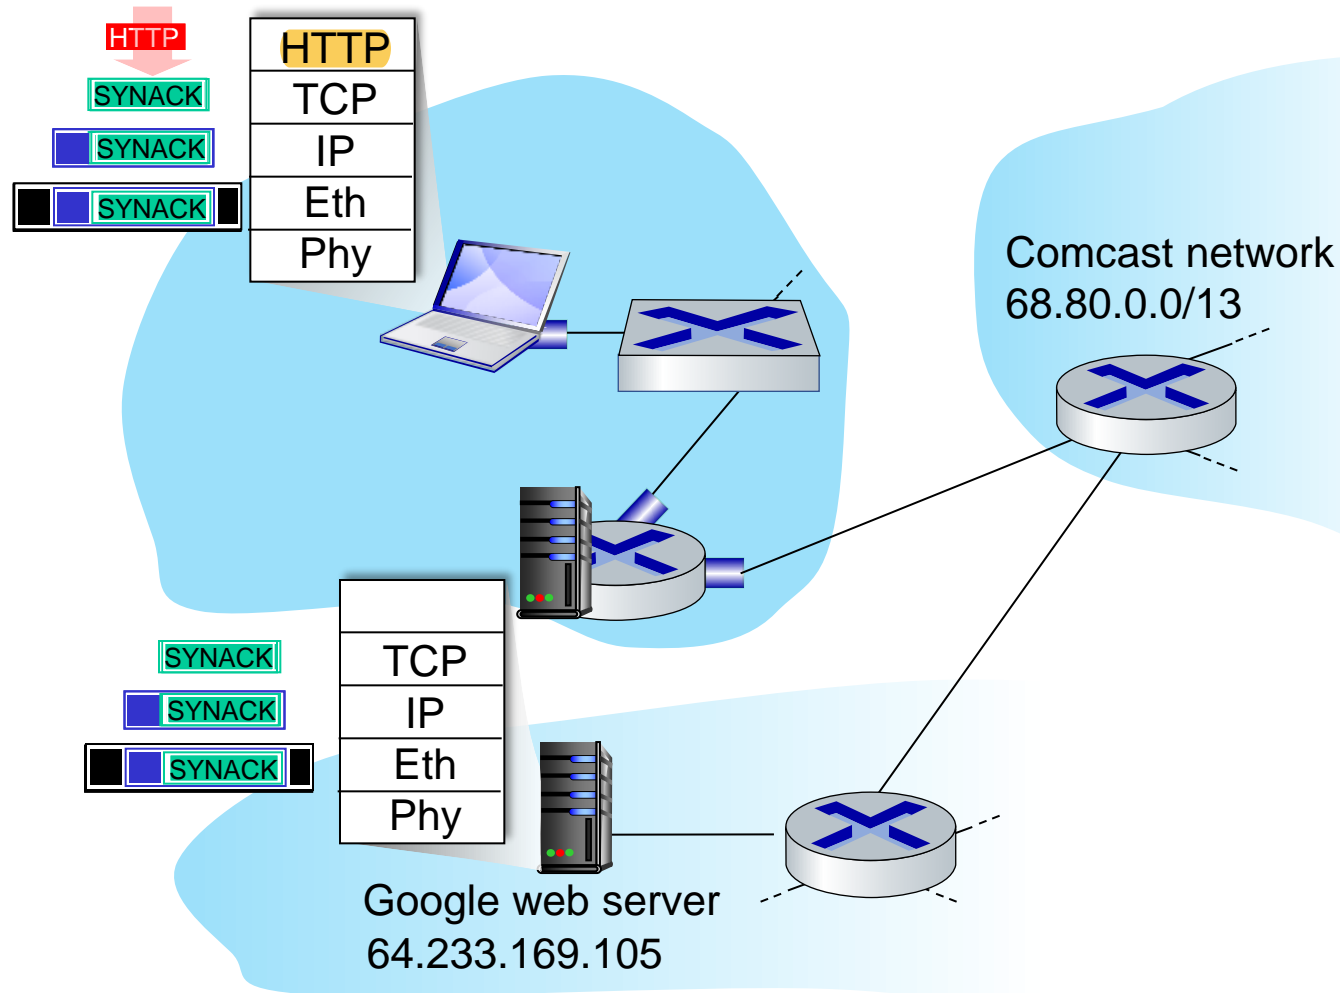 HTTP
SYNACK
SYNACK
SYNACK
HTTP
TCP
IP
Eth
Phy
Comcast network
68.80.0.0/13
SYNACK
SYNACK
SYNACK
TCP
IP
Eth
Phy
Google web server
64.233.169.105